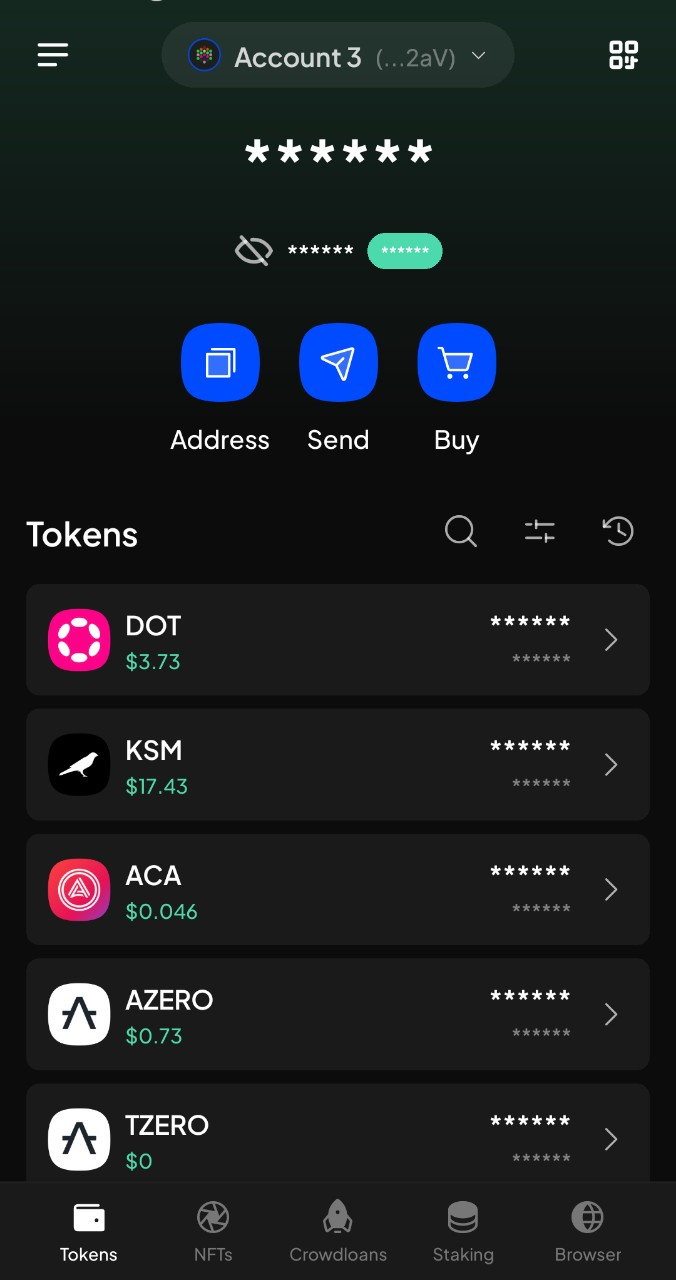 Account 3 (...2aV)
******
****** ******
Address Send Buy
Tokens
DOT ******
$3.73 ******
KSM ******
$17.43 ******
ACA ******
$0.046 ******
AZERO ******
$0.73 ******
TZERO ******
$0 ******
Tokens NFTs Crowdloans Staking Browser